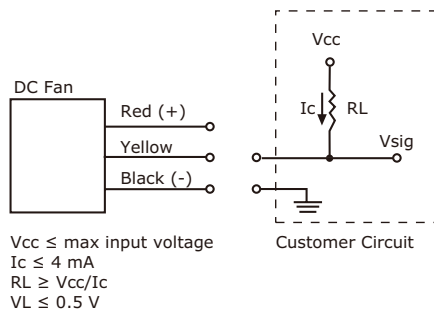 DC Fan
Red (+)
Yellow
Black (-)
Vcc
Ic
RL
Vsig
Vcc ≤ max input voltage
Ic ≤ 4 mA
RL ≥ Vcc/Ic
VL ≤ 0.5 V
Customer Circuit